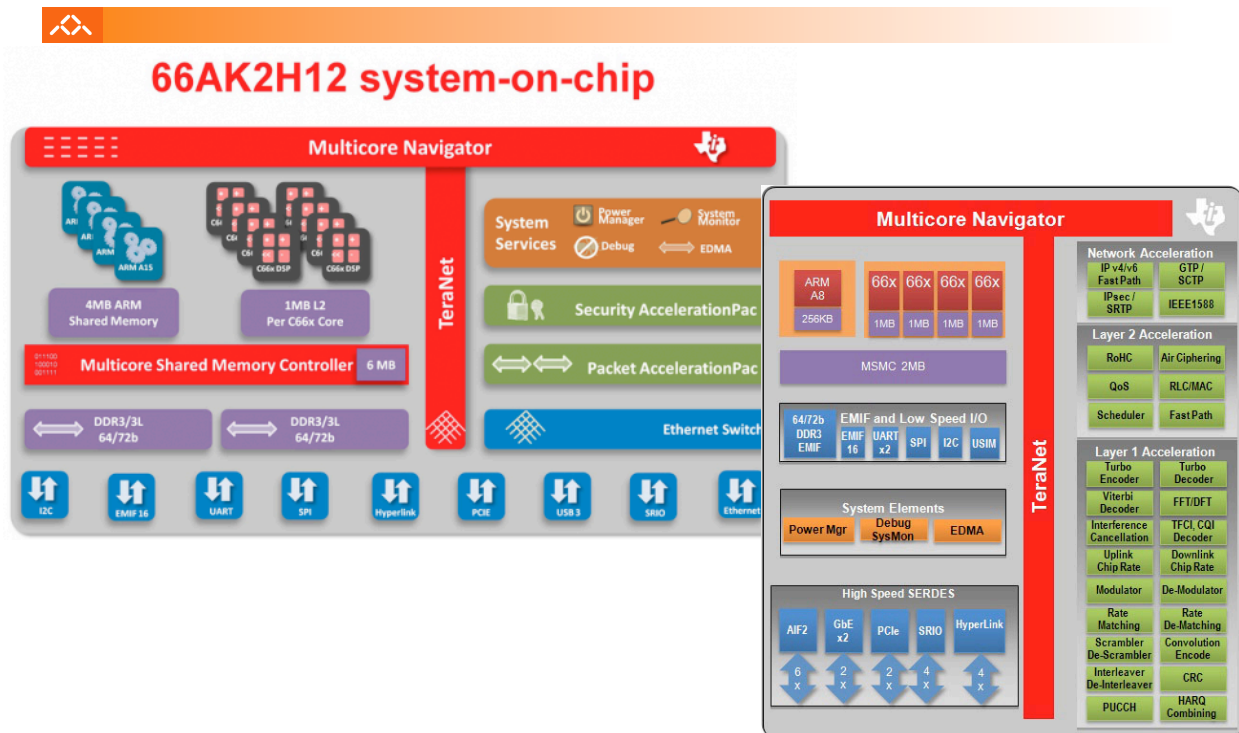 66AK2H12 system-on-chip
Multicore Navigator
ARM A15
C66x DSP
C66x DSP
4MB ARM
Shared Memory
1MB L2
Per C66x Core
Multicore Shared Memory Controller
6 MB
DDR3/3L
64/72b
DDR3/3L
64/72b
TeraNet
System
Services
Power
Manager
System
Monitor
Debug
EDMA
Security AccelerationPac
Packet AccelerationPac
Ethernet Switch
I2C
EMIF 16
UART
SPI
Hyperlink
PCIE
USB 3
SRIO
Ethernet
Multicore Navigator
ARM
A8
256KB
66x
66x
66x
66x
1MB
1MB
1MB
1MB
MSMC 2MB
EMIF and Low Speed I/O
64/72b
DDR3
EMIF
EMIF
16
UART
x2
SPI
I2C
USIM
System Elements
Power Mgr
Debug
SysMon
EDMA
High Speed SERDES
AIF2
GbE
x2
PCIe
SRIO
HyperLink
6
x
2
x
2
x
4
x
4
x
TeraNet
Network Acceleration
IP v4/v6
Fast Path
GTP /
SCTP
IPsec /
SRTP
IEEE1588
Layer 2 Acceleration
RoHC
Air Ciphering
QoS
RLC/MAC
Scheduler
Fast Path
Layer 1 Acceleration
Turbo
Encoder
Turbo
Decoder
Viterbi
Decoder
FFT/DFT
Interference
Cancellation
TFCI, CQI
Decoder
Uplink
Chip Rate
Downlink
Chip Rate
Modulator
De-Modulator
Rate
Matching
Rate
De-Matching
Scrambler
De-Scrambler
Convolution
Encode
Interleaver
De-Interleaver
CRC
PUCCH
HARQ
Combining